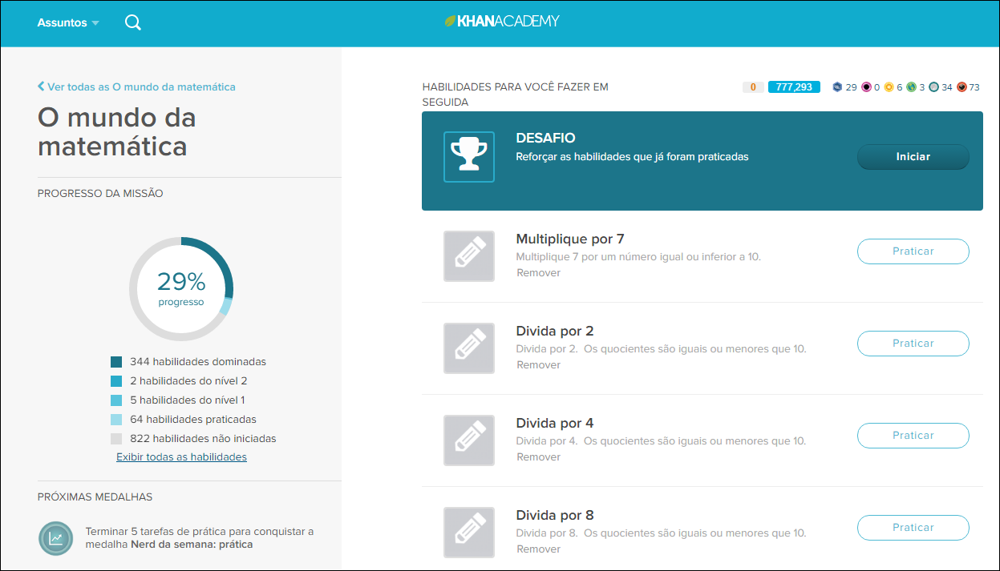 Assuntos
KHANACADEMY
Ver todas as O mundo da matemática
O mundo da
matemática
PROGRESSO DA MISSÃO
29%
progresso
344 habilidades dominadas
2 habilidades do nível 2
5 habilidades do nível 1
64 habilidades praticadas
822 habilidades não iniciadas
Exibir todas as habilidades
PRÓXIMAS MEDALHAS
Terminar 5 tarefas de prática para conquistar a
medalha Nerd da semana: prática
HABILIDADES PARA VOCÊ FAZER EM
SEGUIDA
0 777,293 29 0 6 3 34 73
DESAFIO
Reforçar as habilidades que já foram praticadas
Iniciar
Multiplique por 7
Multiplique 7 por um número igual ou inferior a 10.
Remover
Praticar
Divida por 2
Divida por 2. Os quocientes são iguais ou menores que 10.
Remover
Praticar
Divida por 4
Divida por 4. Os quocientes são iguais ou menores que 10.
Remover
Praticar
Divida por 8
Divida por 8. Os quocientes são iguais ou menores que 10.
Remover
Praticar